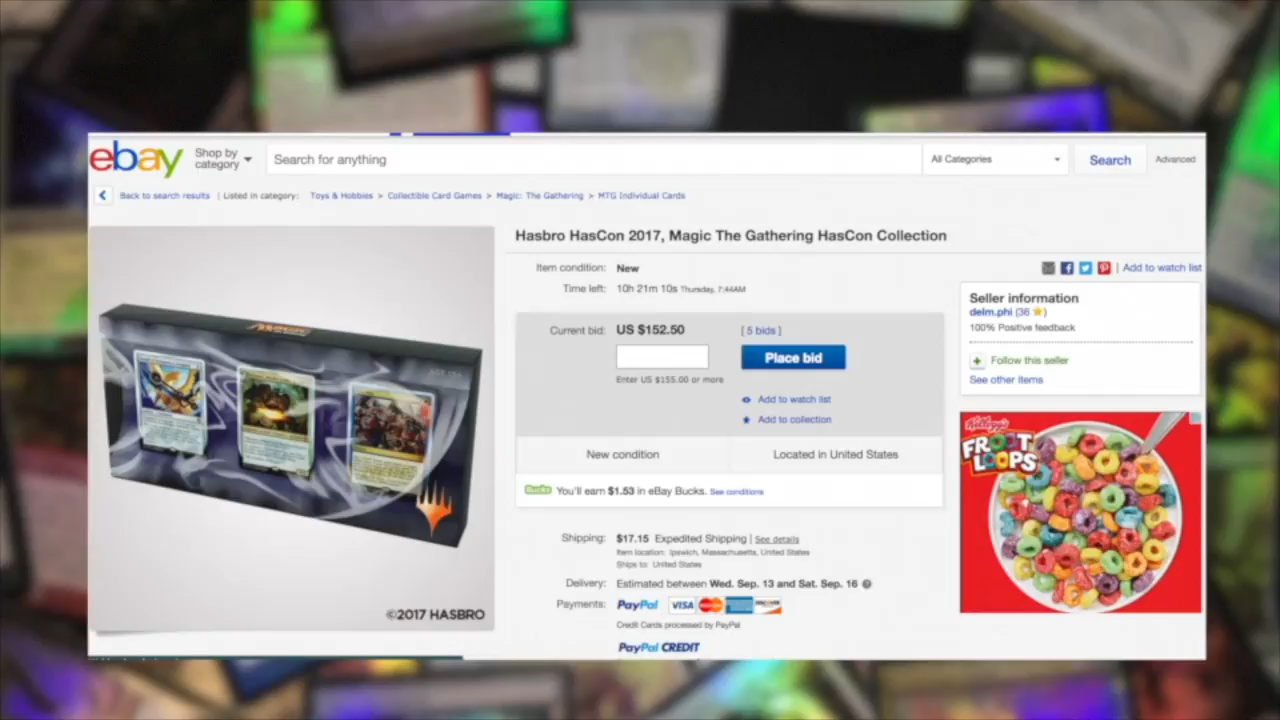 ebay
Shop by
category
Search for anything
All Categories
Search
Advanced
Back to search results | Listed in category: Toys & Hobbies > Collectible Card Games > Magic: The Gathering > MTG Individual Cards
Hasbro HasCon 2017, Magic The Gathering HasCon Collection
Item condition: New
Time left: 10h 21m 10s Thursday, 7:44AM
Current bid: US $152.50 [ 5 bids ]
Place bid
Enter US $155.00 or more
Add to watch list
Add to collection
New condition
Located in United States
Bucks You'll earn $1.53 in eBay Bucks. See conditions
Shipping: $17.15 Expedited Shipping | See details
Item location: Ipswich, Massachusetts, United States
Ships to: United States
Delivery: Estimated between Wed. Sep. 13 and Sat. Sep. 16
Payments: PayPal VISA
Credit Cards processed by PayPal
PayPal CREDIT
| Add to watch list
Seller information
delm.phi (36 )
100% Positive feedback
Follow this seller
See other items
Kellogg's
FROOT
LOOPS
©2017 HASBRO